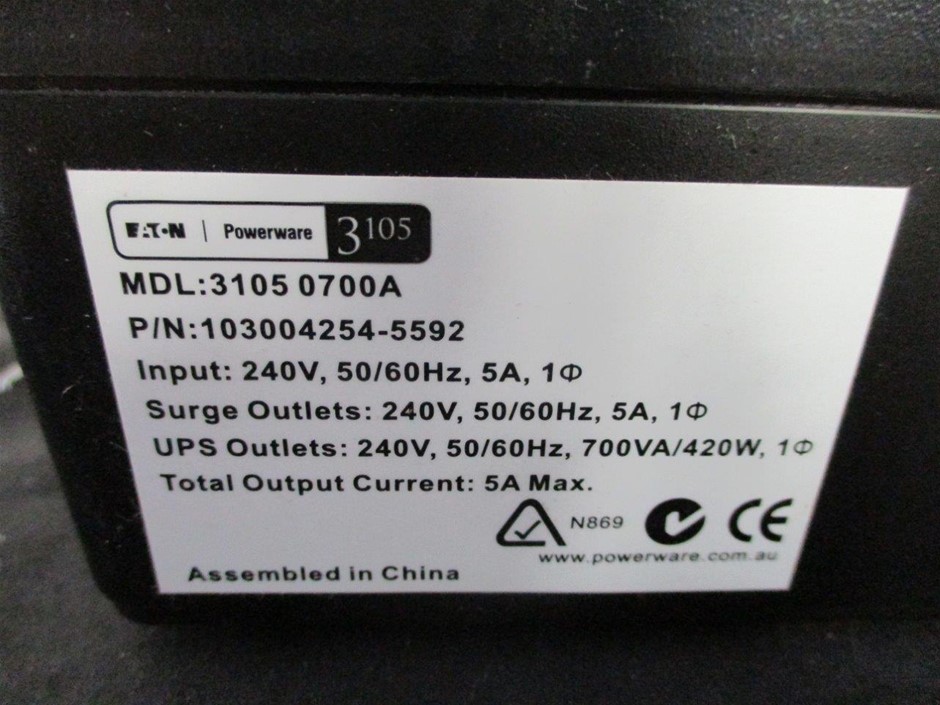 EATON | Powerware 3105
MDL:3105 0700A
P/N:103004254-5592
Input: 240V, 50/60Hz, 5A, 1Φ
Surge Outlets: 240V, 50/60Hz, 5A, 1Φ
UPS Outlets: 240V, 50/60Hz, 700VA/420W, 1Φ
Total Output Current: 5A Max.
N869 CE
www.powerware.com.au
Assembled in China